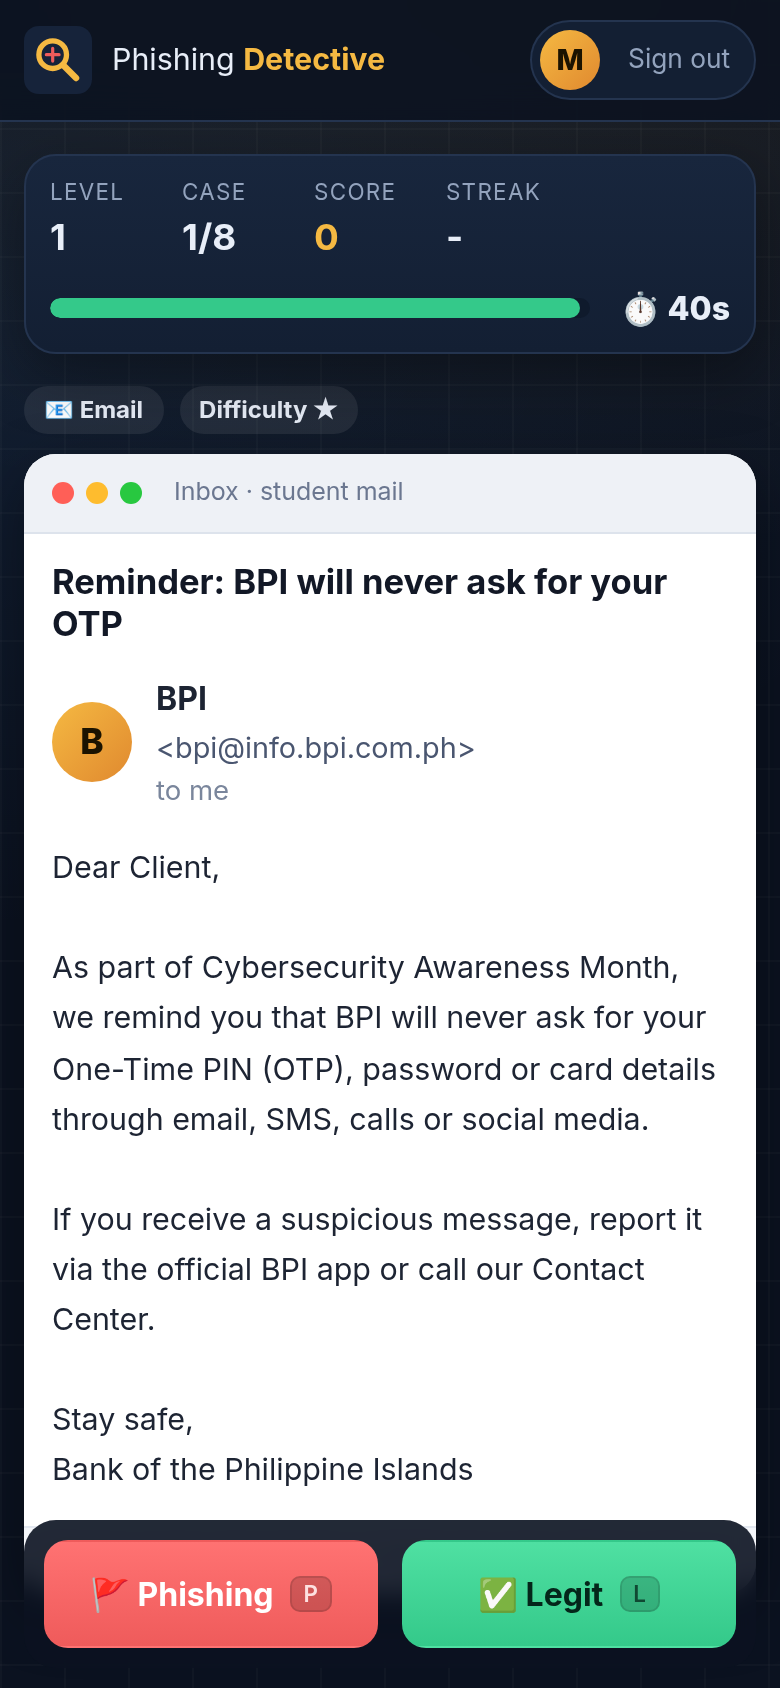 Phishing Detective
M Sign out
LEVEL CASE SCORE STREAK
1 1/8 0 -
⏱️ 40s
📧 Email Difficulty ★
Inbox · student mail
Reminder: BPI will never ask for your
OTP
B
BPI
<bpi@info.bpi.com.ph>
to me
Dear Client,
As part of Cybersecurity Awareness Month,
we remind you that BPI will never ask for your
One-Time PIN (OTP), password or card details
through email, SMS, calls or social media.
If you receive a suspicious message, report it
via the official BPI app or call our Contact
Center.
Stay safe,
Bank of the Philippine Islands
🚩 Phishing P ✅ Legit L